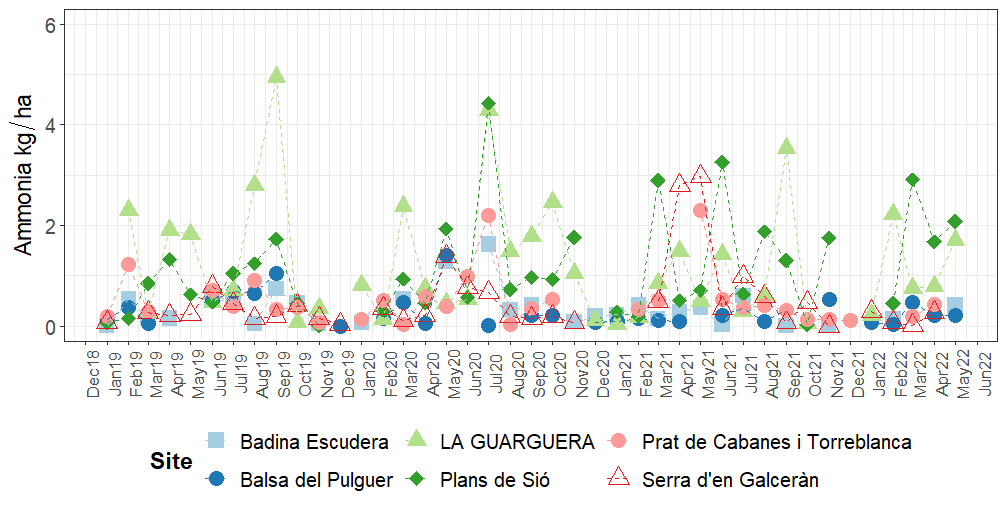 6
4
2
0
Ammonia kg/ha
Dec18 Jan19 Feb19 Mar19 Apr19 May19 Jun19 Jul19 Aug19 Sep19 Oct19 Nov19 Dec19 Jan20 Feb20 Mar20 Apr20 May20 Jun20 Jul20 Aug20 Sep20 Oct20 Nov20 Dec20 Jan21 Feb21 Mar21 Apr21 May21 Jun21 Jul21 Aug21 Sep21 Oct21 Nov21 Dec21 Jan22 Feb22 Mar22 Apr22 May22 Jun22
Site
Badina Escudera LA GUARGUERA Prat de Cabanes i Torreblanca
Balsa del Pulguer Plans de Sió Serra d'en Galceràn